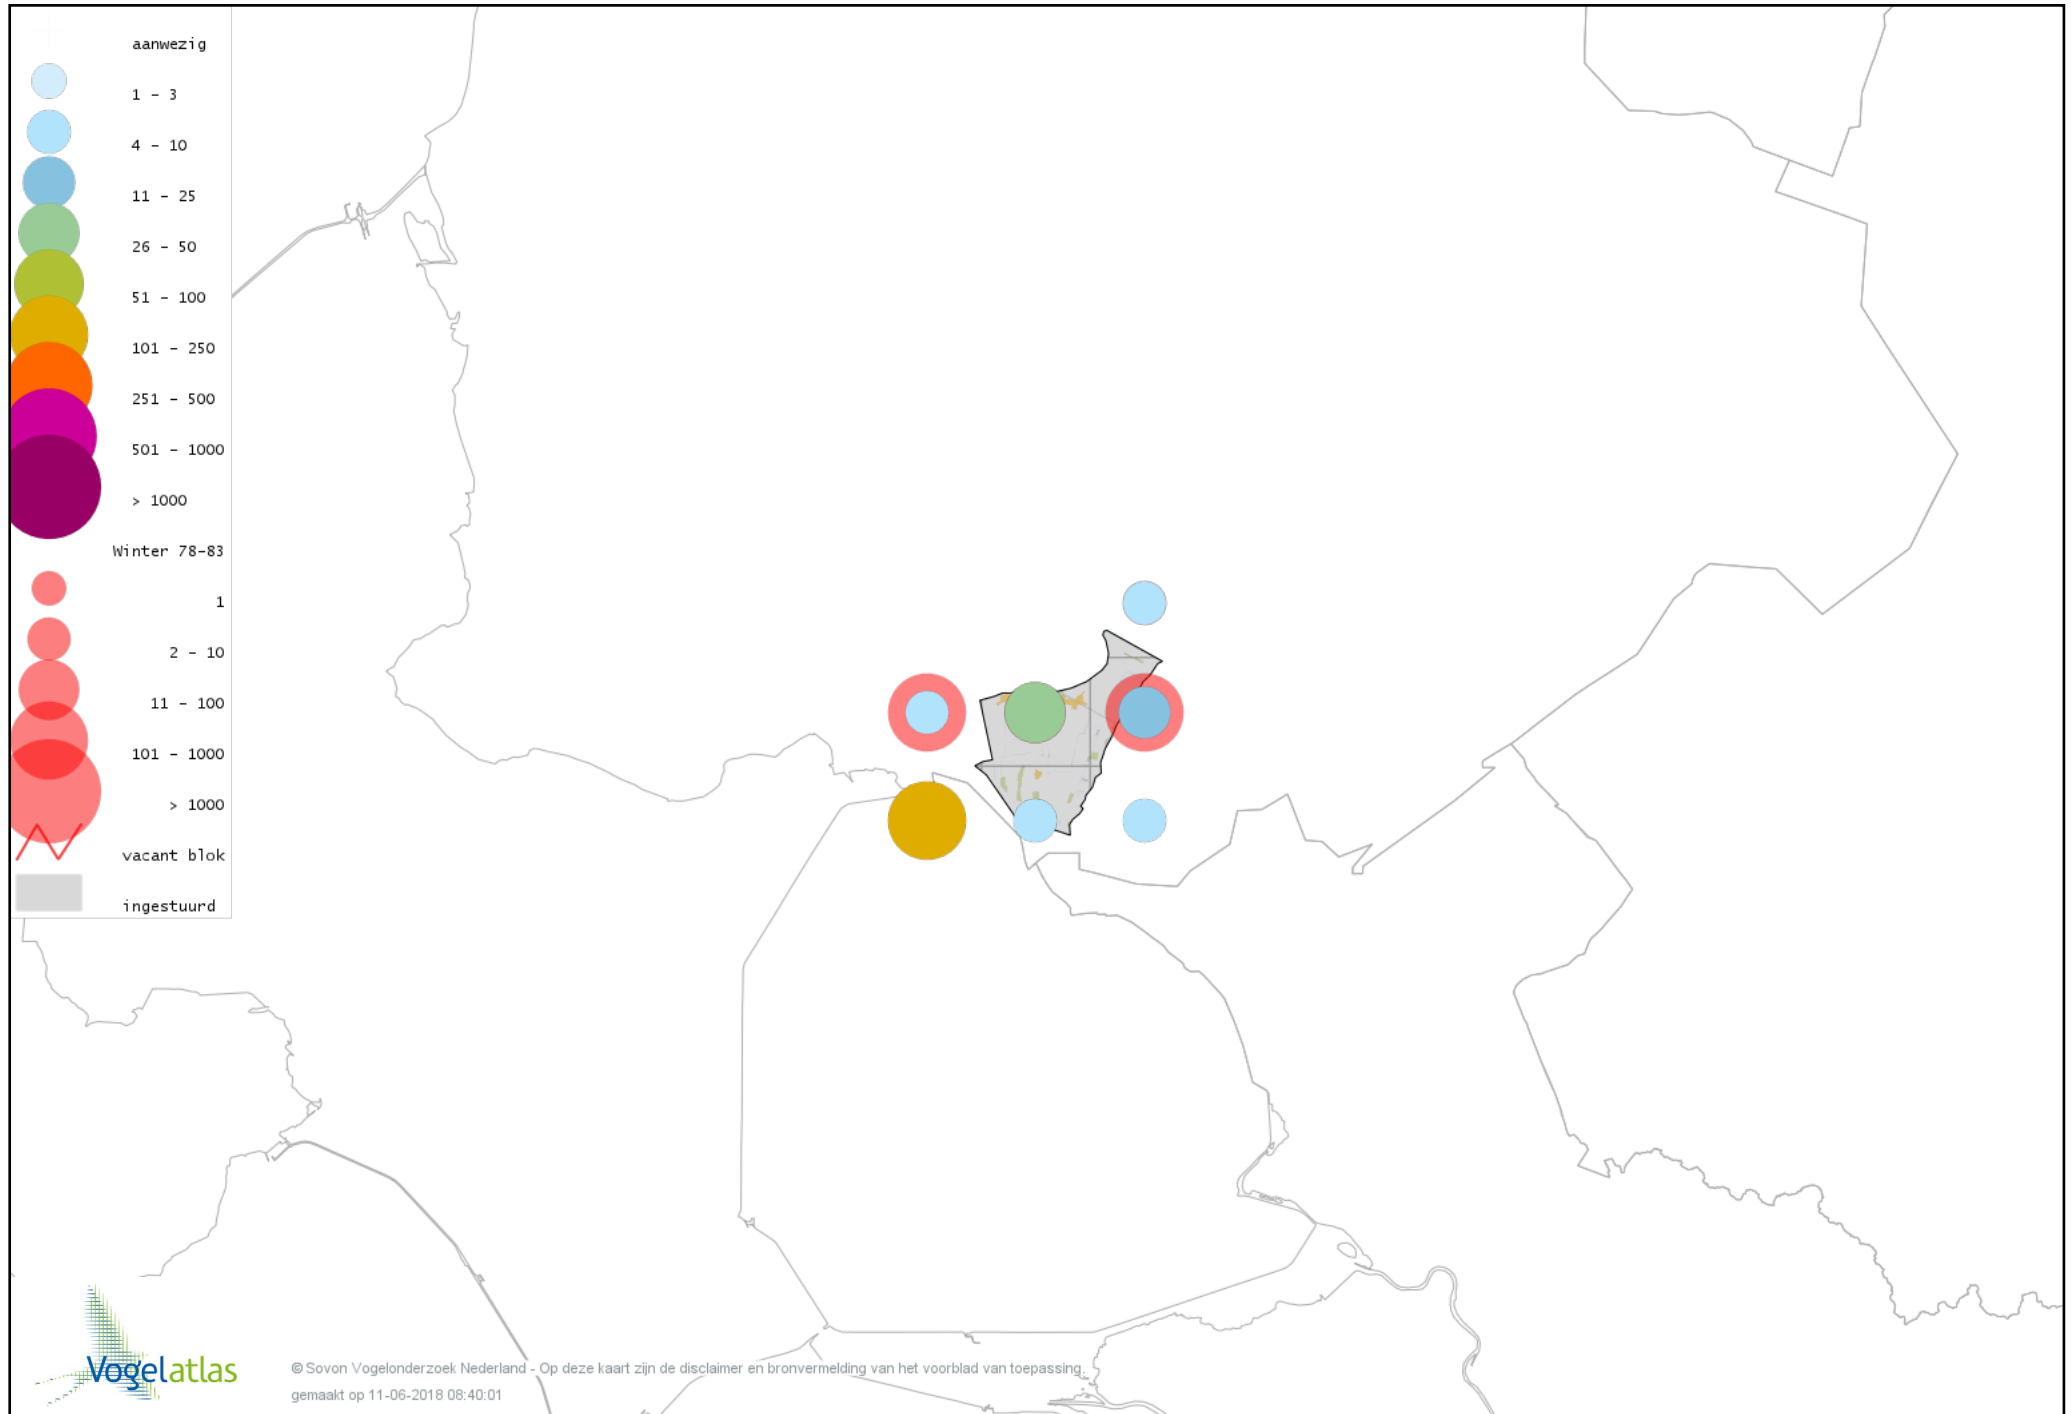 aanwezig
1 - 3
4 - 10
11 - 25
26 - 50
51 - 100
101 - 250
251 - 500
501 - 1000
> 1000
Winter 78-83
1
2 - 10
11 - 100
101 - 1000
> 1000
vacant blok
ingestuurd
Vogelatlas
© Sovon Vogelonderzoek Nederland - Op deze kaart zijn de disclaimer en bronvermelding van het voorblad van toepassing.
gemaakt op 11-06-2018 08:40:01